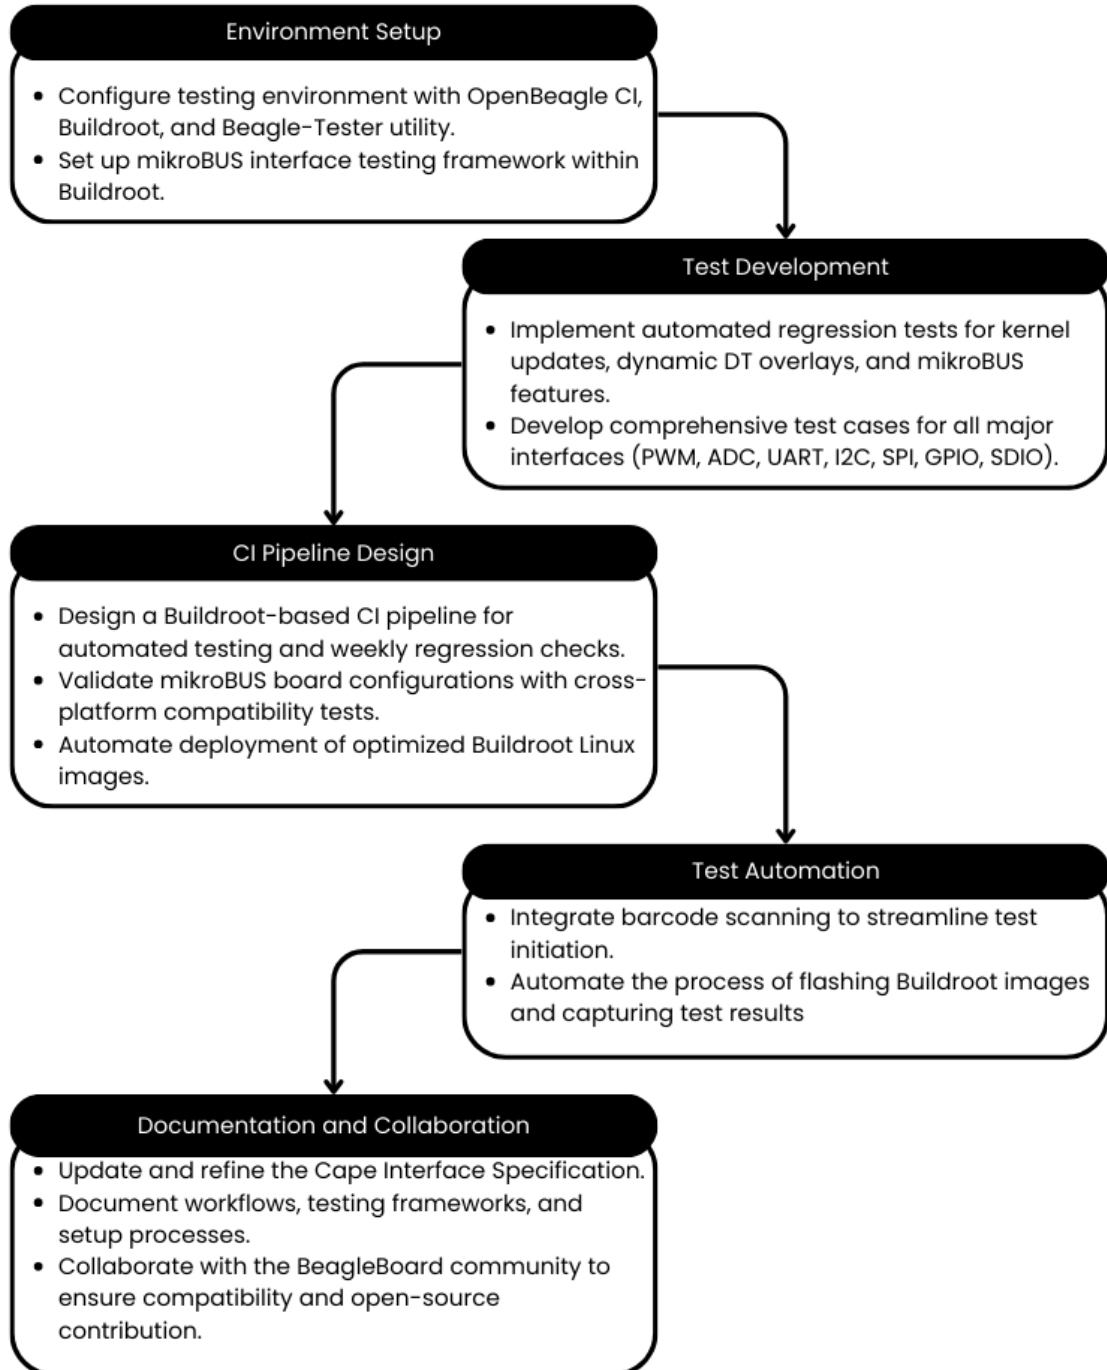 Environment Setup
• Configure testing environment with OpenBeagle CI,
Buildroot, and Beagle-Tester utility.
• Set up mikroBUS interface testing framework within
Buildroot.
Test Development
• Implement automated regression tests for kernel
updates, dynamic DT overlays, and mikroBUS
features.
• Develop comprehensive test cases for all major
interfaces (PWM, ADC, UART, I2C, SPI, GPIO, SDIO).
CI Pipeline Design
• Design a Buildroot-based CI pipeline for
automated testing and weekly regression checks.
• Validate mikroBUS board configurations with cross-
platform compatibility tests.
• Automate deployment of optimized Buildroot Linux
images.
Test Automation
• Integrate barcode scanning to streamline test
initiation.
• Automate the process of flashing Buildroot images
and capturing test results
Documentation and Collaboration
• Update and refine the Cape Interface Specification.
• Document workflows, testing frameworks, and
setup processes.
• Collaborate with the BeagleBoard community to
ensure compatibility and open-source
contribution.